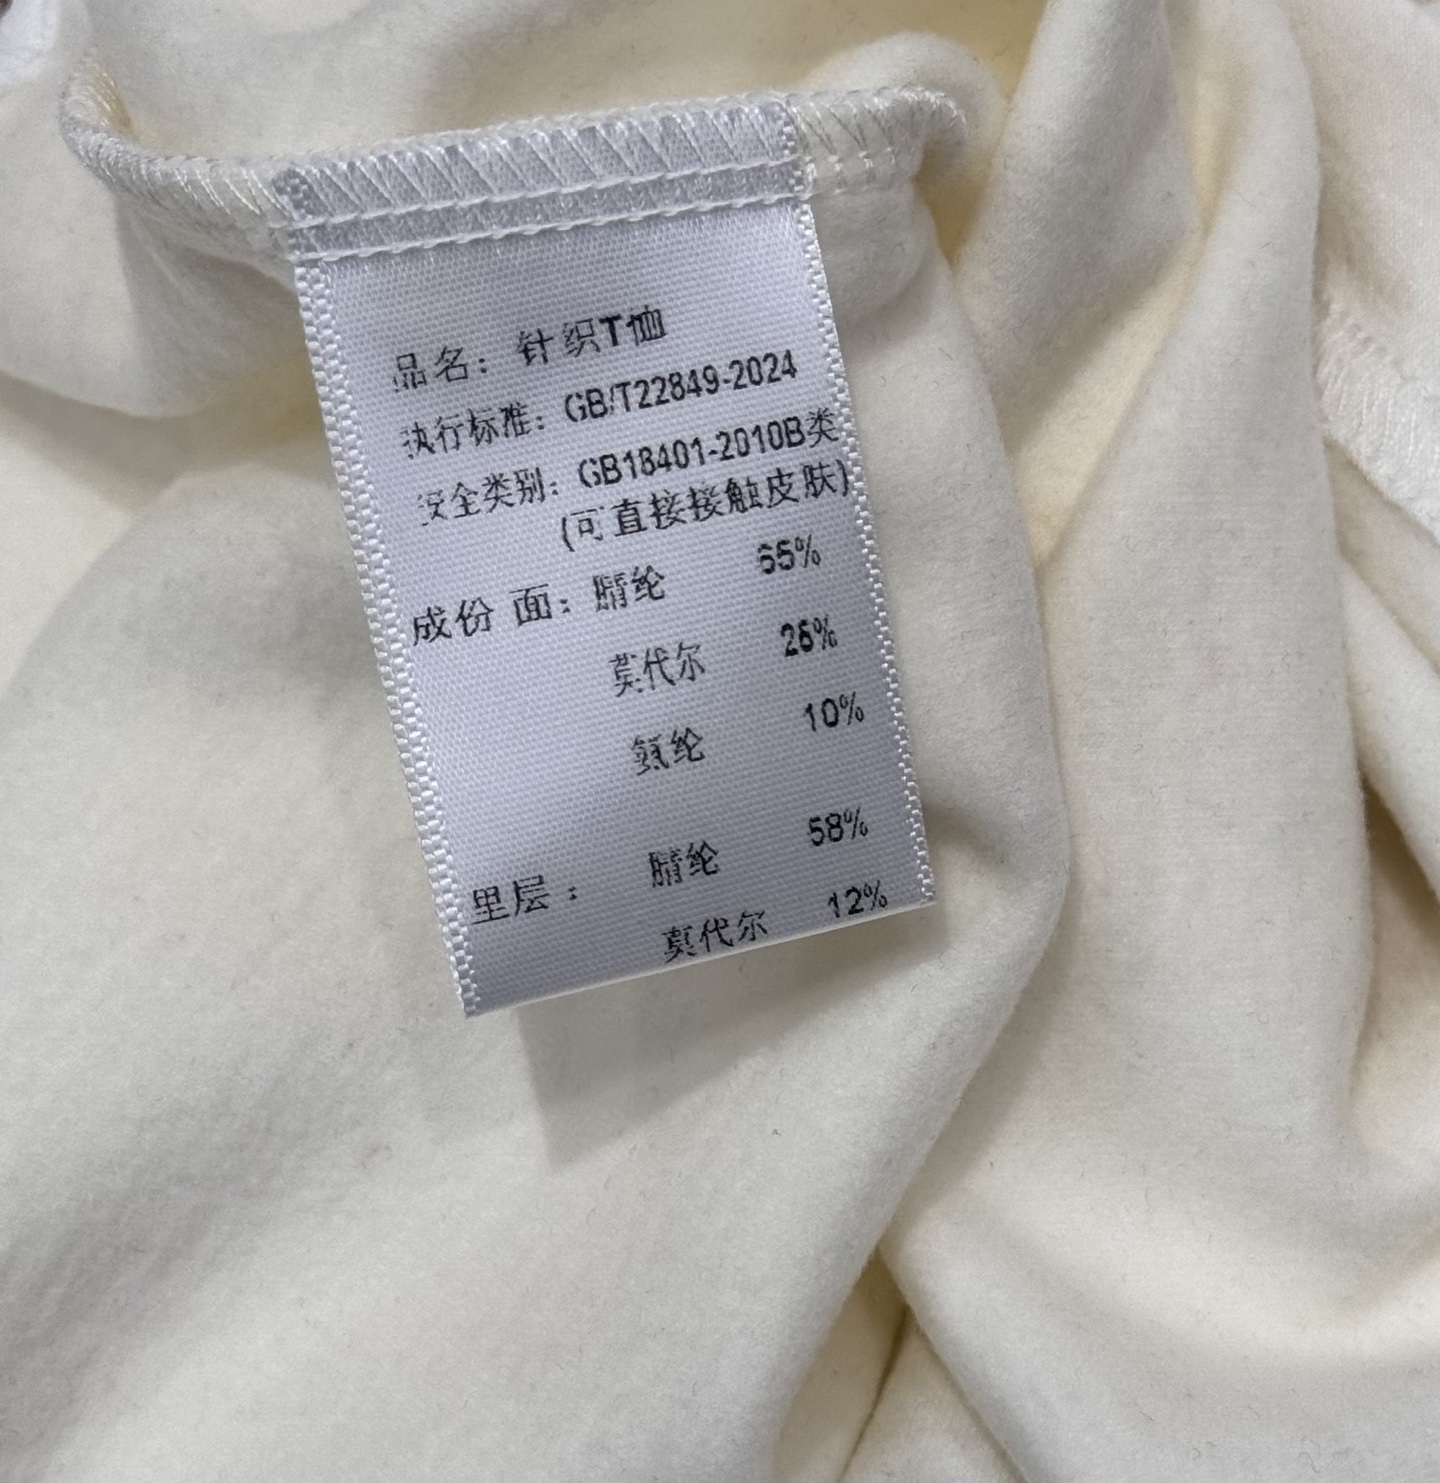 品名：针织T恤
执行标准：GB/T22849-2024
安全类别：GB18401-2010B类
(可直接接触皮肤)
成份 面：腈纶 65%
莫代尔 25%
氨纶 10%
里层：腈纶 58%
莫代尔 12%